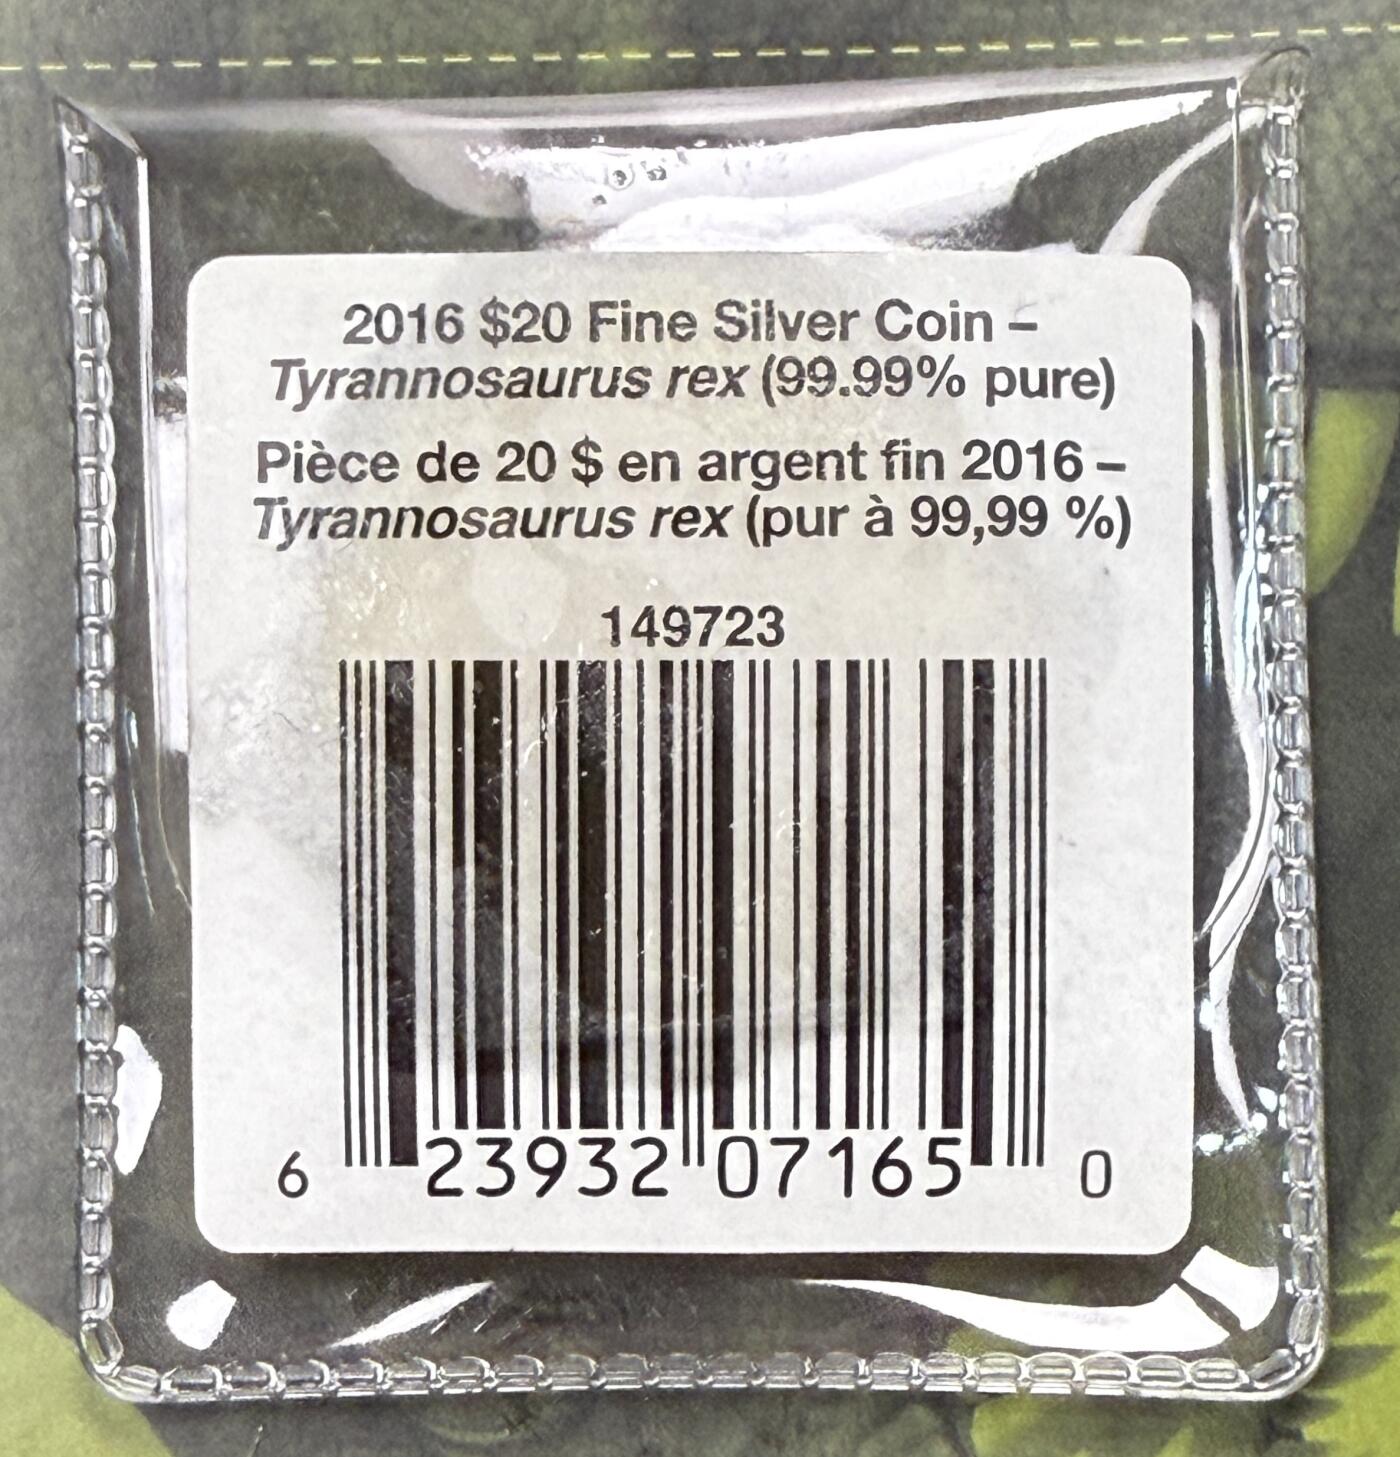 2016 $20 Fine Silver Coin –
Tyrannosaurus rex (99.99% pure)
Pièce de 20 $ en argent fin 2016 –
Tyrannosaurus rex (pur à 99,99 %)
149723
6 23932 07165 0